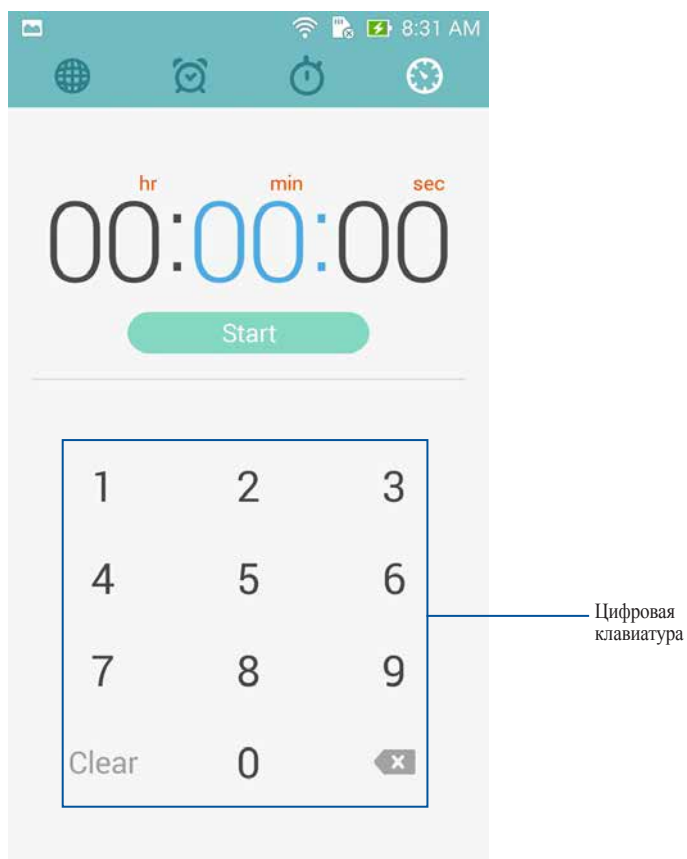 8:31 AM
hr min sec
00:00:00
Start
1 2 3
4 5 6
Цифровая
клавиатура
7 8 9
Clear 0